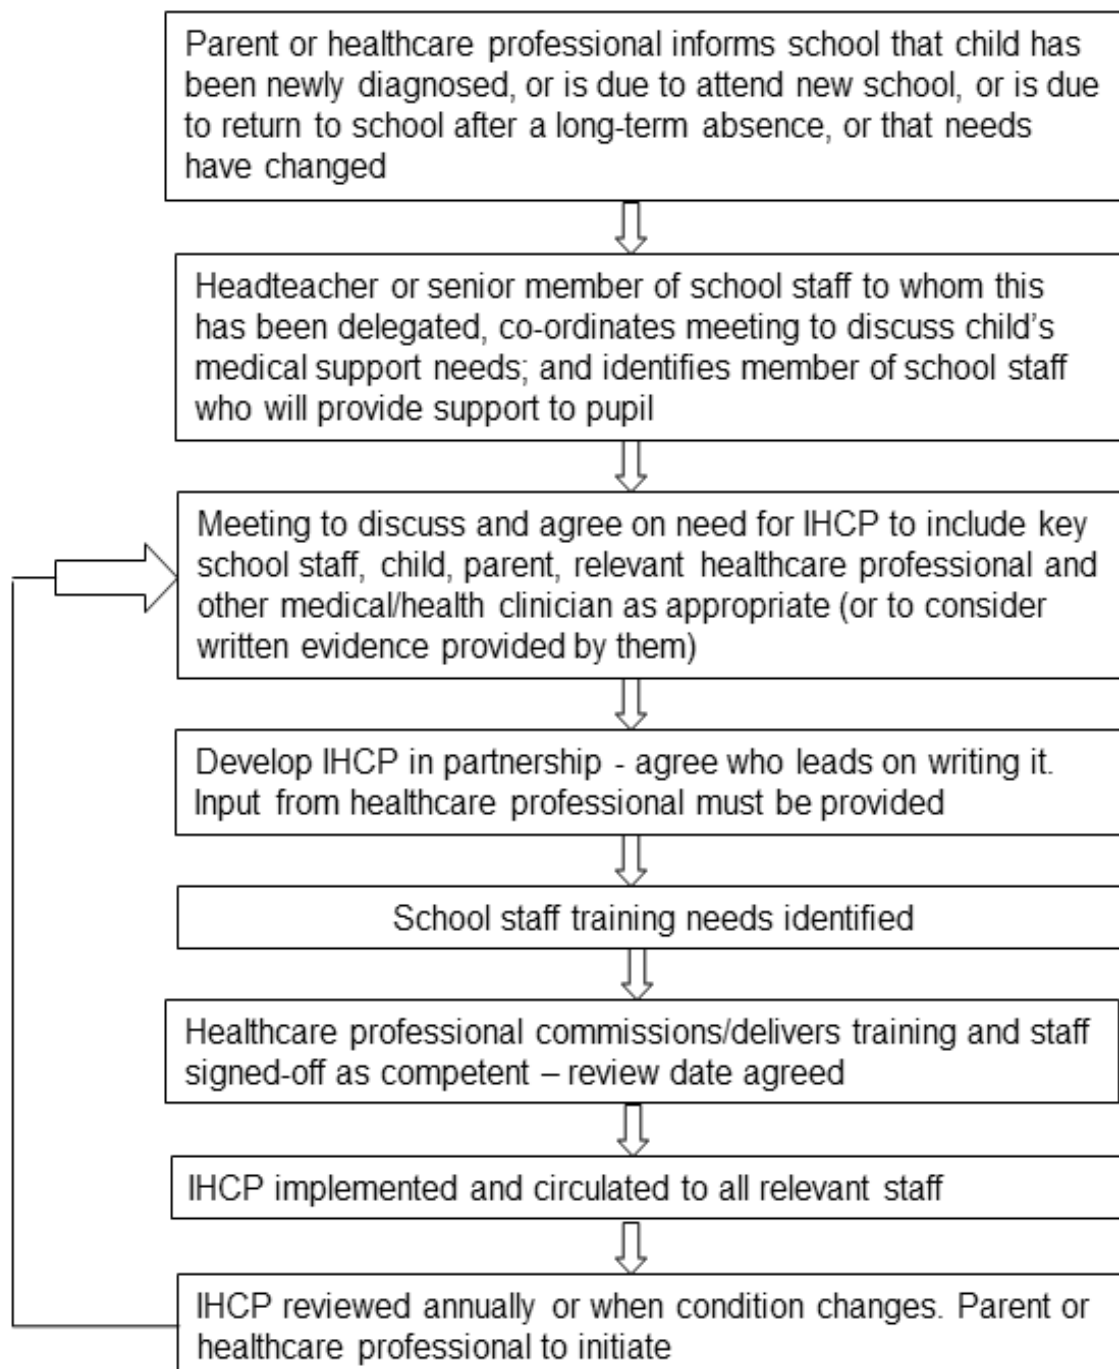 Parent or healthcare professional informs school that child has
been newly diagnosed, or is due to attend new school, or is due
to return to school after a long-term absence, or that needs
have changed
Headteacher or senior member of school staff to whom this
has been delegated, co-ordinates meeting to discuss child's
medical support needs; and identifies member of school staff
who will provide support to pupil
Meeting to discuss and agree on need for IHCP to include key
school staff, child, parent, relevant healthcare professional and
other medical/health clinician as appropriate (or to consider
written evidence provided by them)
Develop IHCP in partnership - agree who leads on writing it.
Input from healthcare professional must be provided
School staff training needs identified
Healthcare professional commissions/delivers training and staff
signed-off as competent – review date agreed
IHCP implemented and circulated to all relevant staff
IHCP reviewed annually or when condition changes. Parent or
healthcare professional to initiate